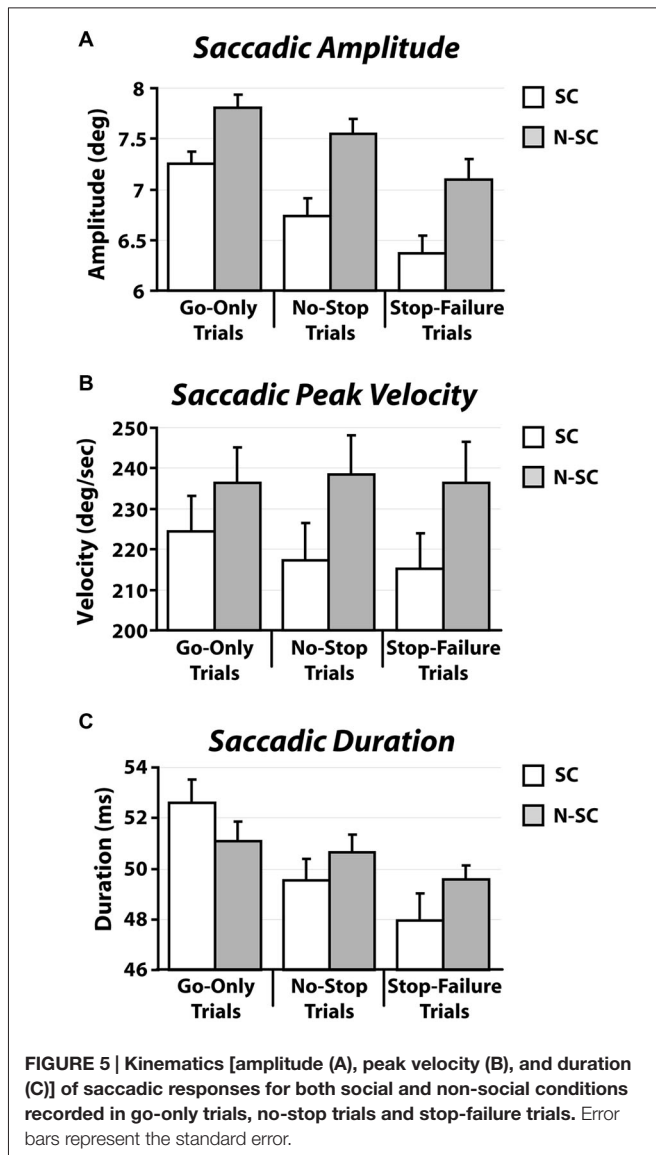 A
Saccadic Amplitude
8
7.5
7
6.5
6
Amplitude (deg)
SC
N-SC
Go-Only
Trials
No-Stop
Trials
Stop-Failure
Trials
B
Saccadic Peak Velocity
250
240
230
220
210
200
Velocity (deg/sec)
SC
N-SC
Go-Only
Trials
No-Stop
Trials
Stop-Failure
Trials
C
Saccadic Duration
54
52
50
48
46
Duration (ms)
SC
N-SC
Go-Only
Trials
No-Stop
Trials
Stop-Failure
Trials
FIGURE 5 | Kinematics [amplitude (A), peak velocity (B), and duration
(C)] of saccadic responses for both social and non-social conditions
recorded in go-only trials, no-stop trials and stop-failure trials. Error
bars represent the standard error.